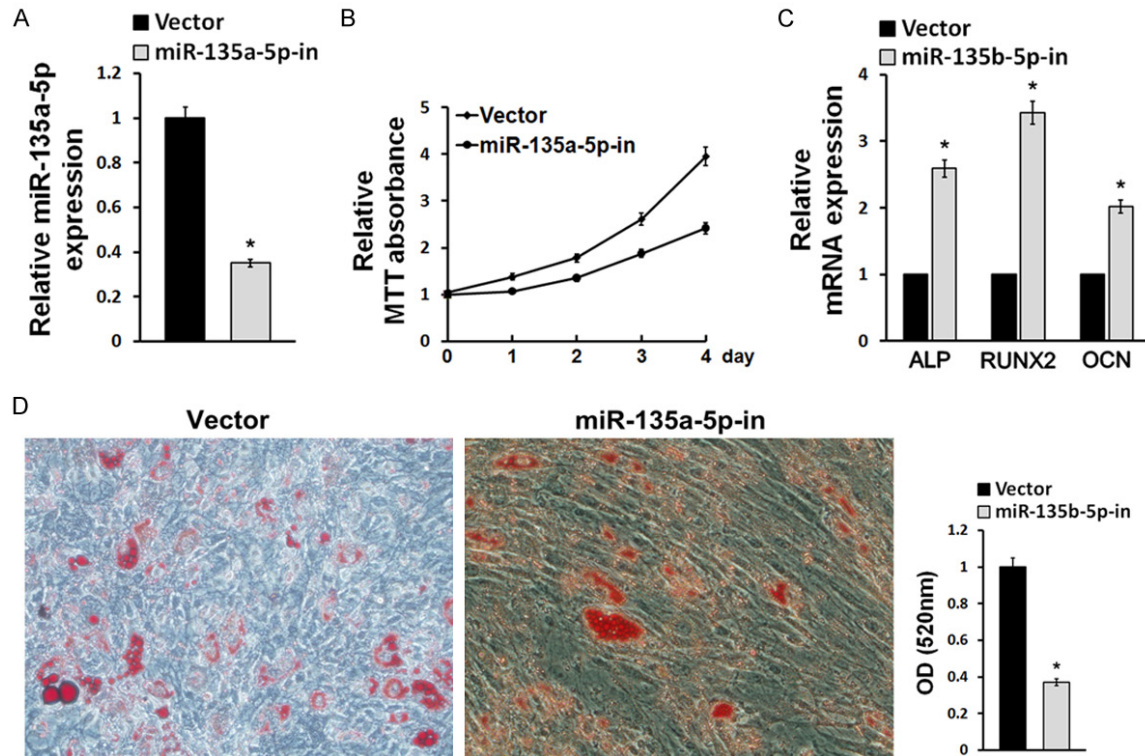 A
Vector
miR-135a-5p-in
Relative miR-135a-5p
expression
1.2
1
0.8
0.6
0.4
0.2
0
*
B
Relative
MTT absorbance
5
4
3
2
1
0
Vector
miR-135a-5p-in
0 1 2 3 4 day
C
Vector
miR-135b-5p-in
Relative
mRNA expression
4
3
2
1
0
* * *
ALP RUNX2 OCN
D
Vector
miR-135a-5p-in
Vector
miR-135b-5p-in
OD (520nm)
1.2
1
0.8
0.6
0.4
0.2
0
*